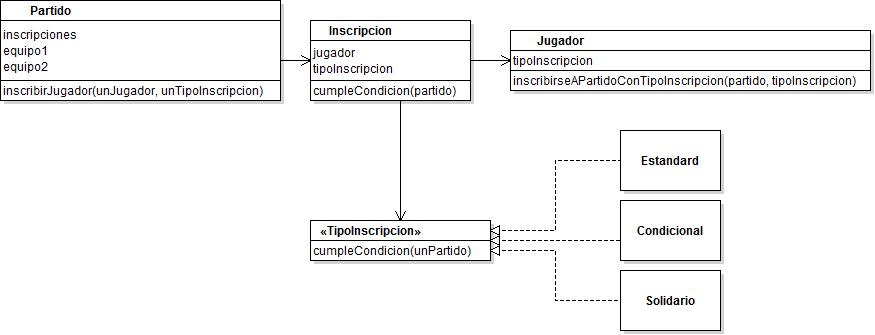 Partido
inscripciones
equipo1
equipo2
inscribirJugador(unJugador, unTipoInscripcion)
Inscripcion
jugador
tipoInscripcion
cumpleCondicion(partido)
Jugador
tipoInscripcion
inscribirseAPartidoConTipoInscripcion(partido, tipoInscripcion)
«TipoInscripcion»
cumpleCondicion(unPartido)
Estandard
Condicional
Solidario